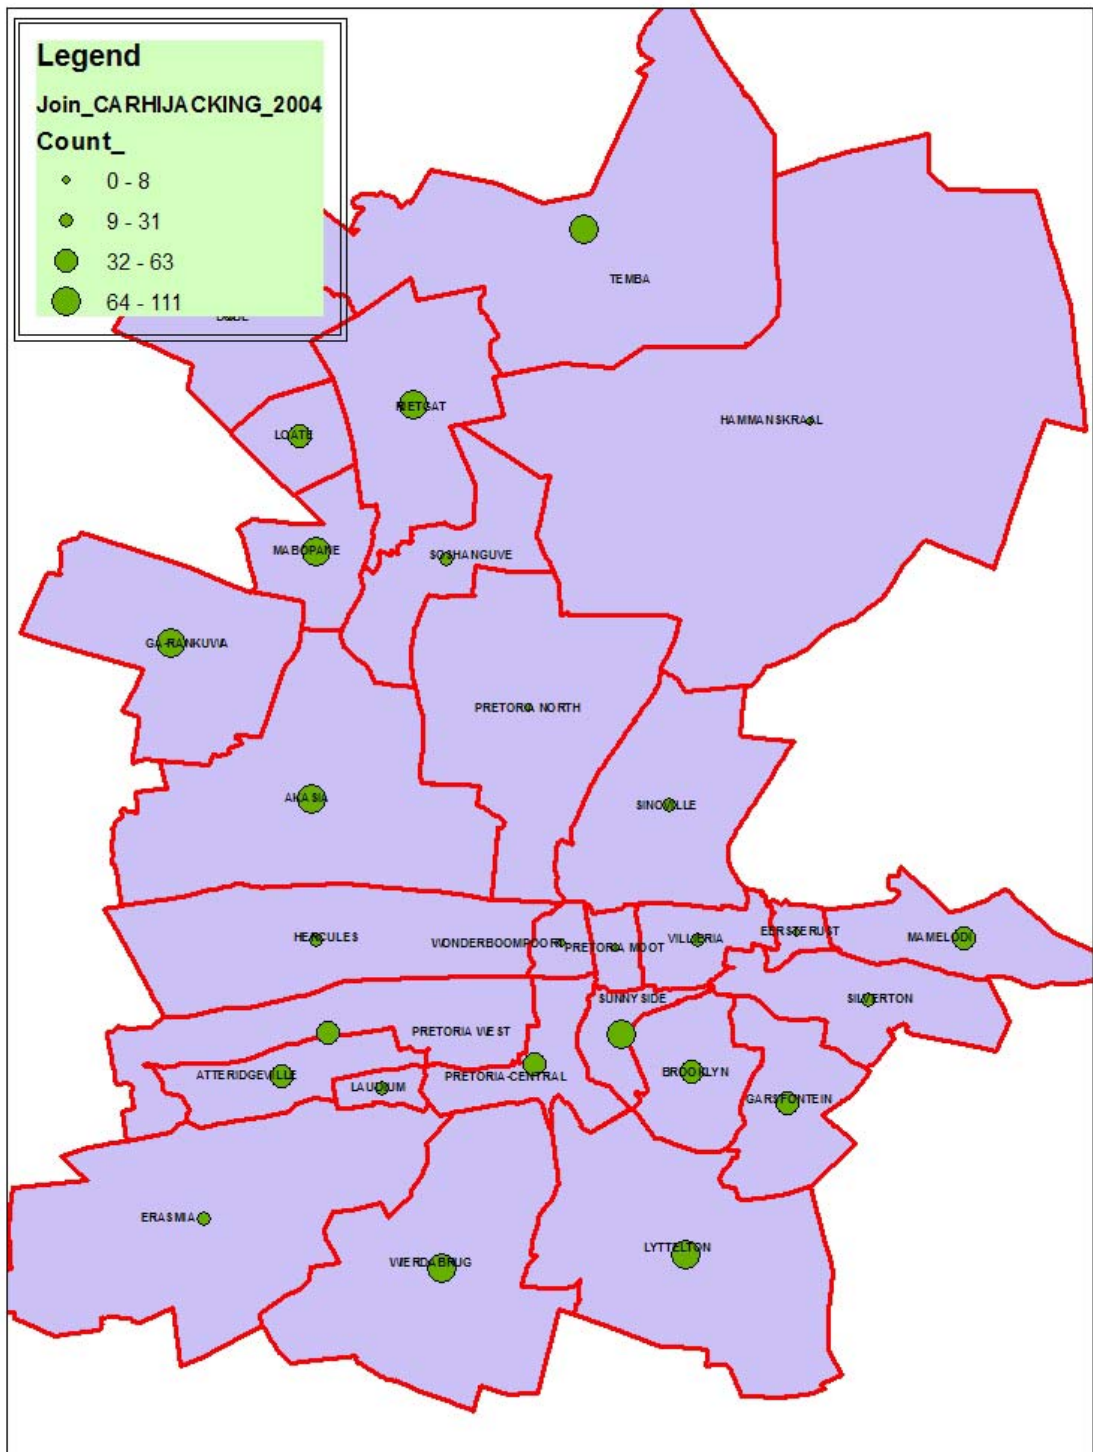 Legend
Join_CARHIJACKING_2004
Count_
0 - 8
9 - 31
32 - 63
64 - 111
TEMBA
RIETGAT
HAMMANSKRAAL
LOATE
MABOPANE
SOSHANGUVE
GA-RANKUWA
PRETORIA NORTH
AKASIA
SINOVILLE
HERCULES
WONDERBOOMPOORT
PRETORIA MOOT
VILLIERIA
EERSTERUST
MAMELODI
SUNNYSIDE
SILVERTON
PRETORIA WEST
ATTERIDGEVILLE
LAUDIUM
PRETORIA-CENTRAL
BROOKLYN
GARSFONTEIN
ERASMIA
WIERDABRUG
LYTTELTON